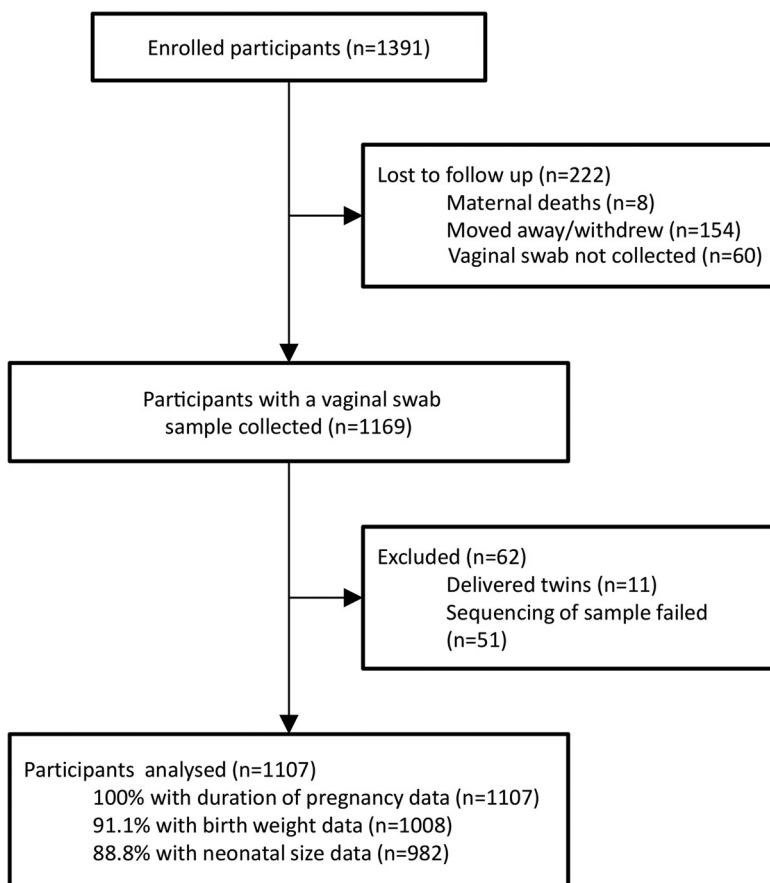 Enrolled participants (n=1391)
Lost to follow up (n=222)
Maternal deaths (n=8)
Moved away/withdrew (n=154)
Vaginal swab not collected (n=60)
Participants with a vaginal swab
sample collected (n=1169)
Excluded (n=62)
Delivered twins (n=11)
Sequencing of sample failed
(n=51)
Participants analysed (n=1107)
100% with duration of pregnancy data (n=1107)
91.1% with birth weight data (n=1008)
88.8% with neonatal size data (n=982)